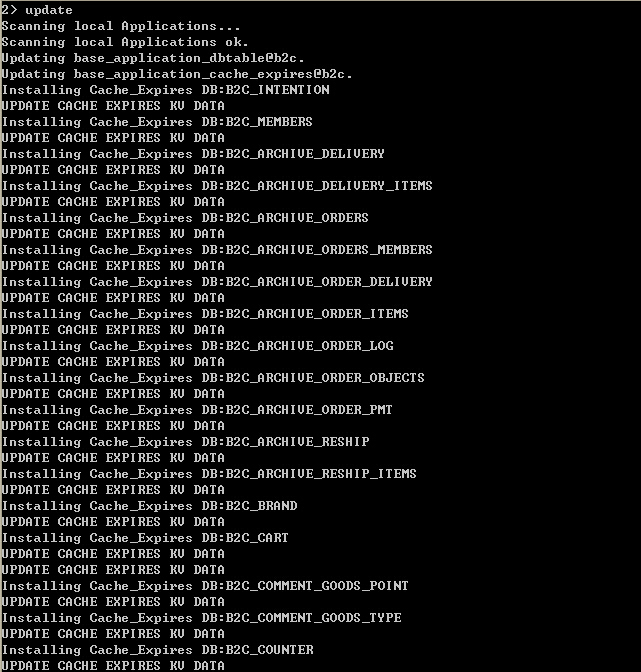 2> update
Scanning local Applications...
Scanning local Applications ok.
Updating base_application_dbtable@b2c.
Updating base_application_cache_expires@b2c.
Installing Cache_Expires DB:B2C_INTENTION
UPDATE CACHE EXPIRES KV DATA
Installing Cache_Expires DB:B2C_MEMBERS
UPDATE CACHE EXPIRES KV DATA
Installing Cache_Expires DB:B2C_ARCHIVE_DELIVERY
UPDATE CACHE EXPIRES KV DATA
Installing Cache_Expires DB:B2C_ARCHIVE_DELIVERY_ITEMS
UPDATE CACHE EXPIRES KV DATA
Installing Cache_Expires DB:B2C_ARCHIVE_ORDERS
UPDATE CACHE EXPIRES KV DATA
Installing Cache_Expires DB:B2C_ARCHIVE_ORDERS_MEMBERS
UPDATE CACHE EXPIRES KV DATA
Installing Cache_Expires DB:B2C_ARCHIVE_ORDER_DELIVERY
UPDATE CACHE EXPIRES KV DATA
Installing Cache_Expires DB:B2C_ARCHIVE_ORDER_ITEMS
UPDATE CACHE EXPIRES KV DATA
Installing Cache_Expires DB:B2C_ARCHIVE_ORDER_LOG
UPDATE CACHE EXPIRES KV DATA
Installing Cache_Expires DB:B2C_ARCHIVE_ORDER_OBJECTS
UPDATE CACHE EXPIRES KV DATA
Installing Cache_Expires DB:B2C_ARCHIVE_ORDER_PMT
UPDATE CACHE EXPIRES KV DATA
Installing Cache_Expires DB:B2C_ARCHIVE_RESHIP
UPDATE CACHE EXPIRES KV DATA
Installing Cache_Expires DB:B2C_ARCHIVE_RESHIP_ITEMS
UPDATE CACHE EXPIRES KV DATA
Installing Cache_Expires DB:B2C_BRAND
UPDATE CACHE EXPIRES KV DATA
Installing Cache_Expires DB:B2C_CART
UPDATE CACHE EXPIRES KV DATA
UPDATE CACHE EXPIRES KV DATA
Installing Cache_Expires DB:B2C_COMMENT_GOODS_POINT
UPDATE CACHE EXPIRES KV DATA
Installing Cache_Expires DB:B2C_COMMENT_GOODS_TYPE
UPDATE CACHE EXPIRES KV DATA
Installing Cache_Expires DB:B2C_COUNTER
UPDATE CACHE EXPIRES KV DATA